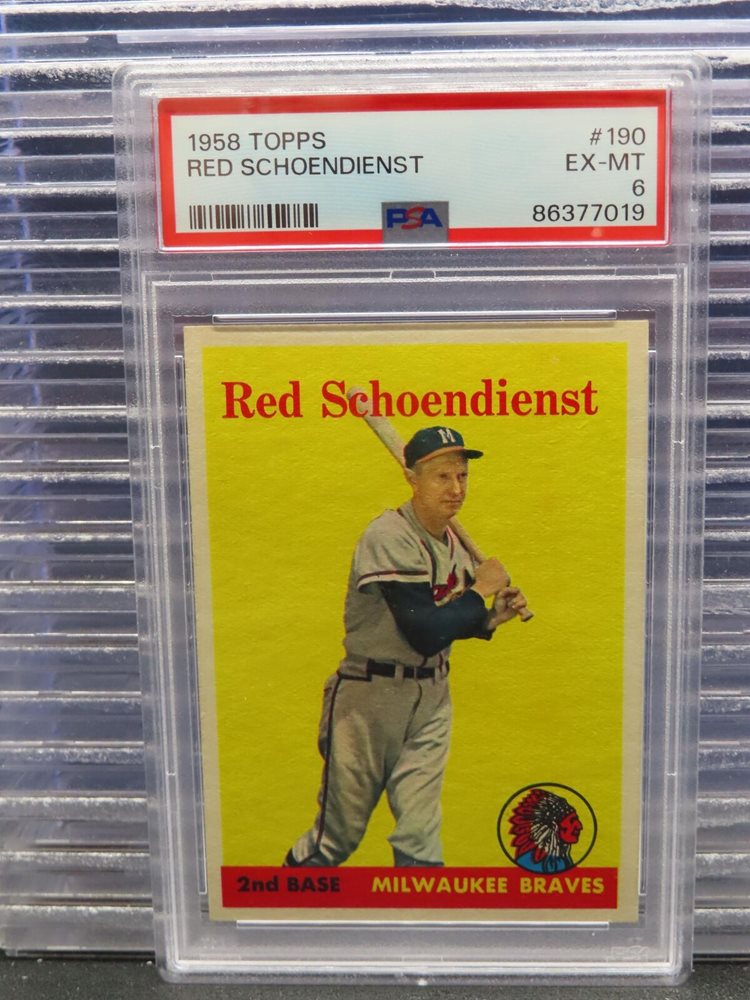 1958 TOPPS #190
RED SCHOENDIENST EX-MT
6
PSA 86377019
Red Schoendienst
M
2nd BASE MILWAUKEE BRAVES